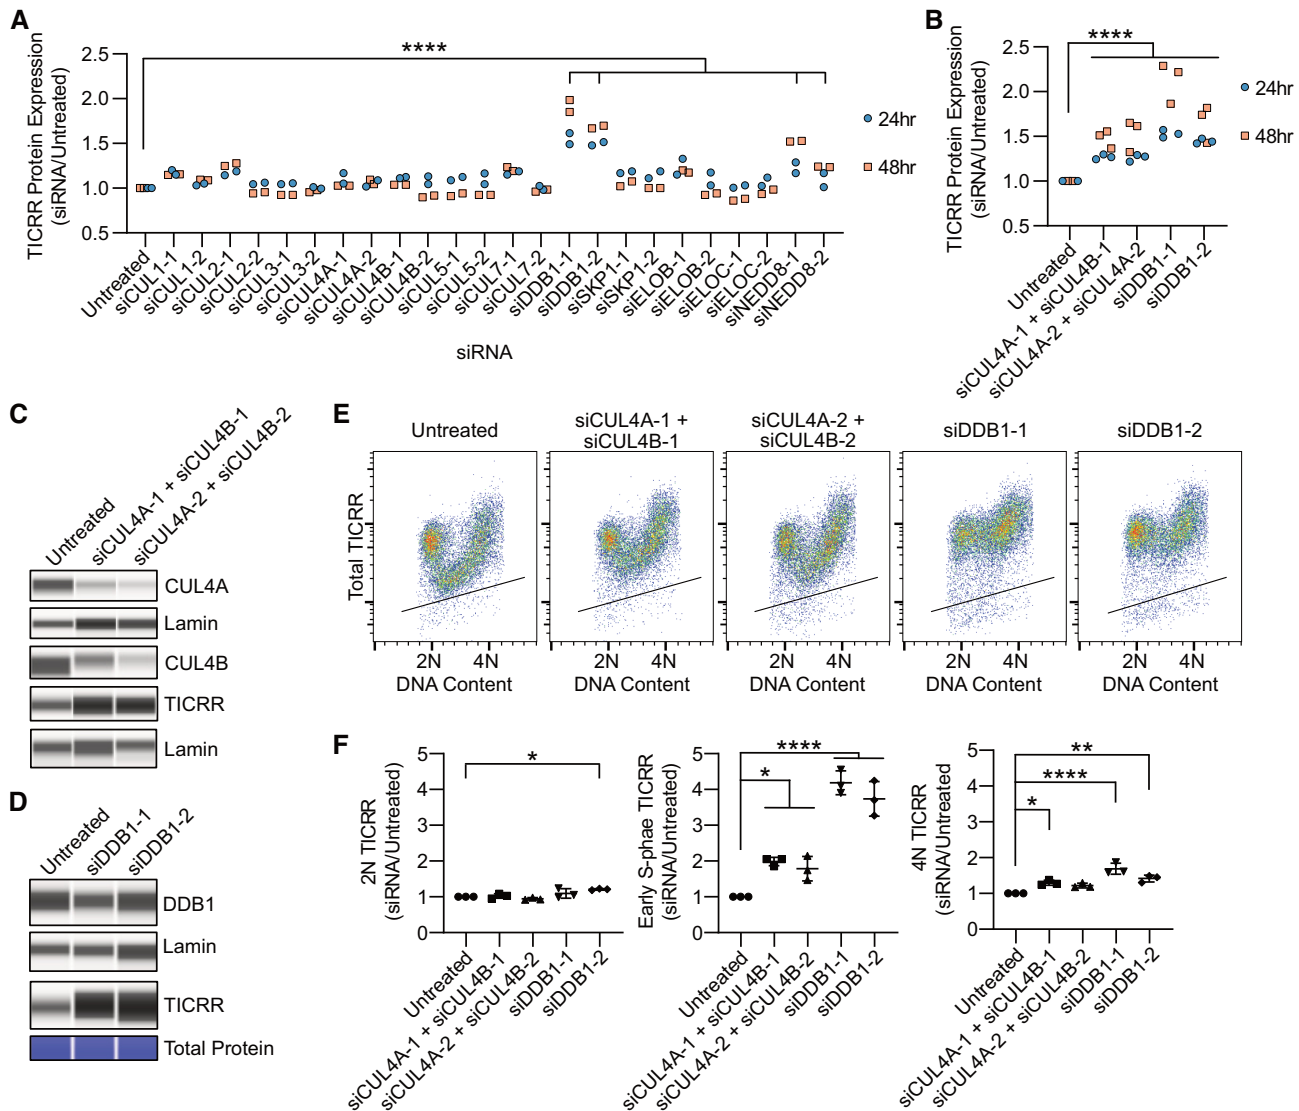 A
TICRR Protein Expression
(siRNA/Untreated)
2.5
2.0
1.5
1.0
0.5
****
24hr
48hr
Untreated
siCUL1-1
siCUL1-2
siCUL2-1
siCUL2-2
siCUL3-1
siCUL3-2
siCUL4A-1
siCUL4A-2
siCUL4B-1
siCUL4B-2
siCUL5-1
siCUL5-2
siCUL7-1
siCUL7-2
siDDB1-1
siDDB1-2
siSKP1-1
siSKP1-2
siELOB-1
siELOB-2
siELOC-1
siELOC-2
siNEDD8-1
siNEDD8-2
siRNA
B
TICRR Protein Expression
(siRNA/Untreated)
2.5
2.0
1.5
1.0
0.5
****
24hr
48hr
Untreated
siCUL4A-1 + siCUL4B-1
siCUL4A-2 + siCUL4A-2
siDDB1-1
siDDB1-2
C
Untreated
siCUL4A-1 + siCUL4B-1
siCUL4A-2 + siCUL4B-2
CUL4A
Lamin
CUL4B
TICRR
Lamin
D
Untreated
siDDB1-1
siDDB1-2
DDB1
Lamin
TICRR
Total Protein
E
Untreated
siCUL4A-1 +
siCUL4B-1
siCUL4A-2 +
siCUL4B-2
siDDB1-1
siDDB1-2
Total TICRR
2N 4N
DNA Content
2N 4N
DNA Content
2N 4N
DNA Content
2N 4N
DNA Content
2N 4N
DNA Content
F
2N TICRR
(siRNA/Untreated)
5
4
3
2
1
0
*
Untreated
siCUL4A-1 + siCUL4B-1
siCUL4A-2 + siCUL4B-2
siDDB1-1
siDDB1-2
Early S-phae TICRR
(siRNA/Untreated)
5
4
3
2
1
0
****
*
Untreated
siCUL4A-1 + siCUL4B-1
siCUL4A-2 + siCUL4B-2
siDDB1-1
siDDB1-2
4N TICRR
(siRNA/Untreated
5
4
3
2
1
0
**
****
*
Untreated
siCUL4A-1 + siCUL4B-1
siCUL4A-2 + siCUL4B-2
siDDB1-1
siDDB1-2